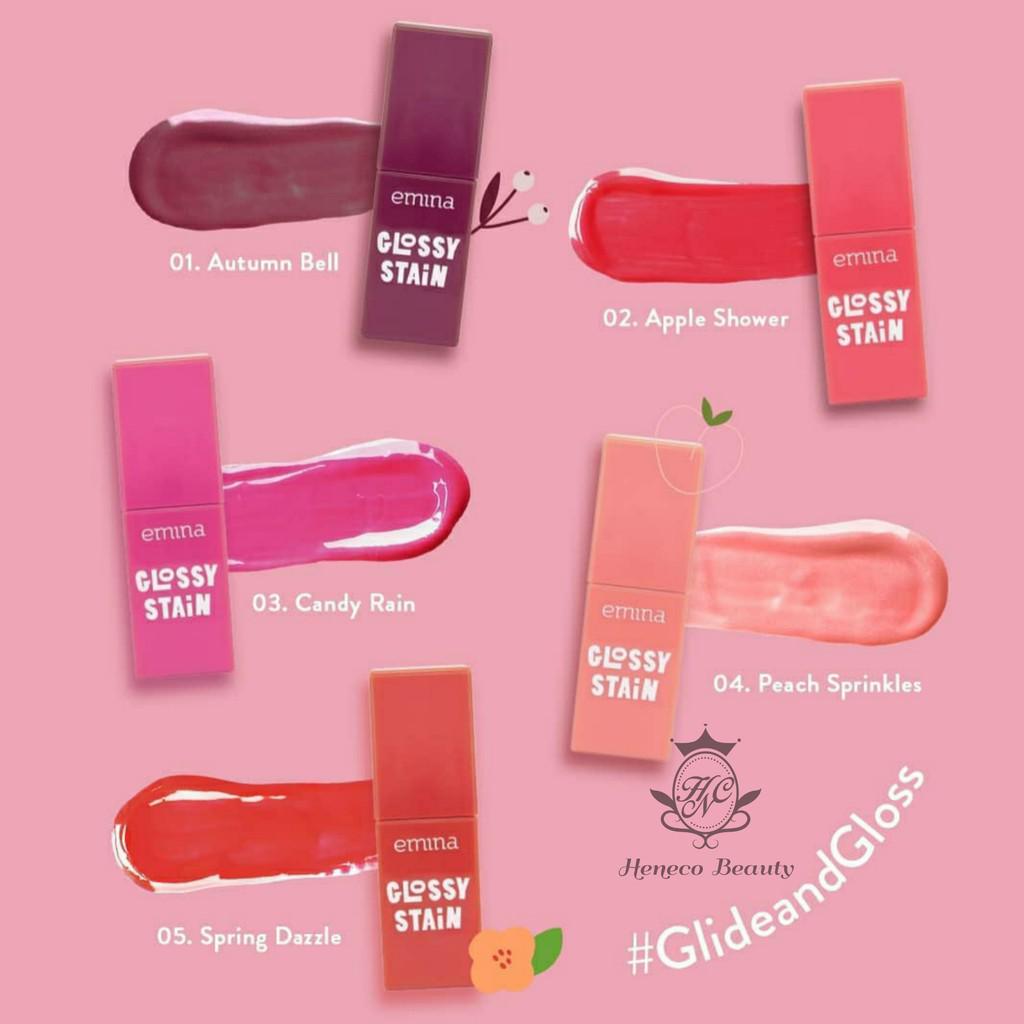 emina
GLOSSY
STAiN
01. Autumn Bell
emina
GLOSSY
STAiN
02. Apple Shower
emina
GLOSSY
STAiN
03. Candy Rain
emina
GLOSSY
STAiN
04. Peach Sprinkles
emina
GLOSSY
STAiN
05. Spring Dazzle
HNC
Heneco Beauty
#GlideandGloss